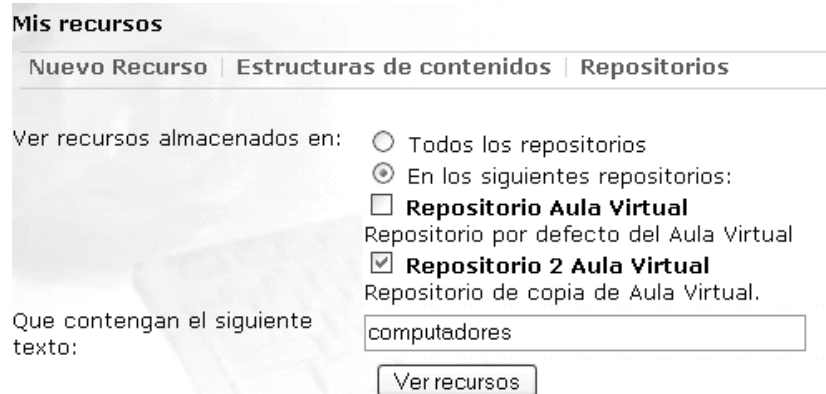 Mis recursos
Nuevo Recurso | Estructuras de contenidos | Repositorios
Ver recursos almacenados en:
Todos los repositorios
En los siguientes repositorios:
Repositorio Aula Virtual
Repositorio por defecto del Aula Virtual
Repositorio 2 Aula Virtual
Repositorio de copia de Aula Virtual.
Que contengan el siguiente
texto:
computadores
Ver recursos